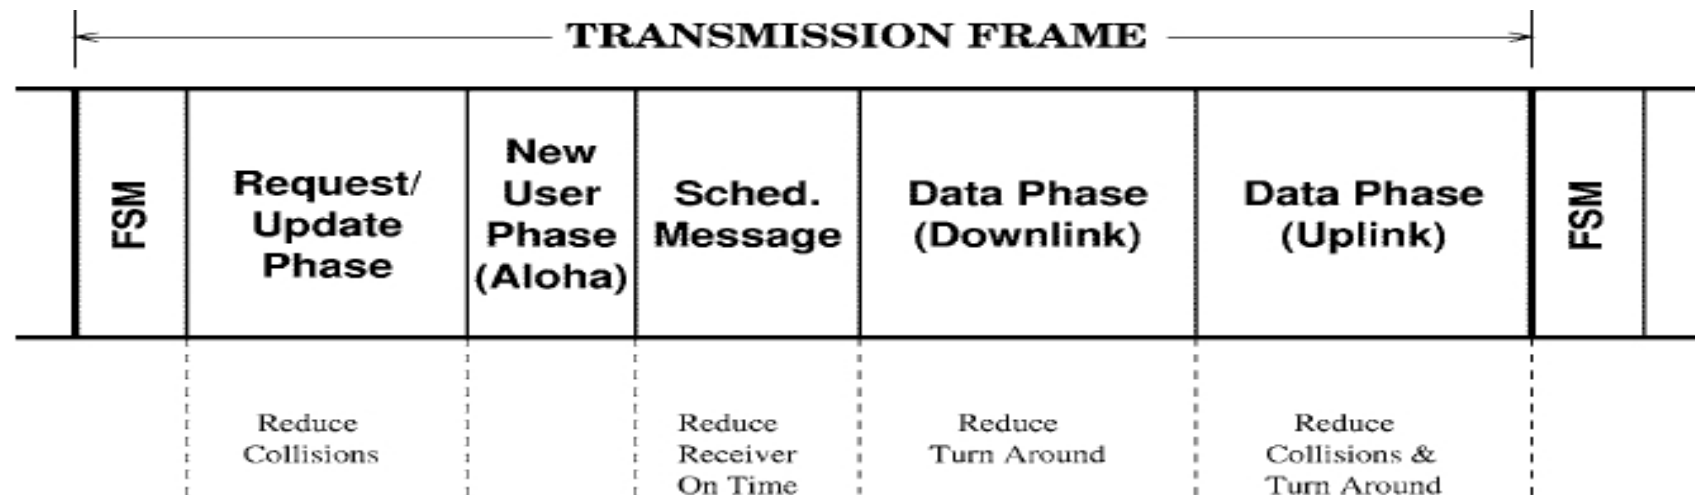 TRANSMISSION FRAME
FSM
Request/
Update
Phase
New
User
Phase
(Aloha)
Sched.
Message
Data Phase
(Downlink)
Data Phase
(Uplink)
FSM
Reduce
Collisions
Reduce
Receiver
On Time
Reduce
Turn Around
Reduce
Collisions &
Turn Around